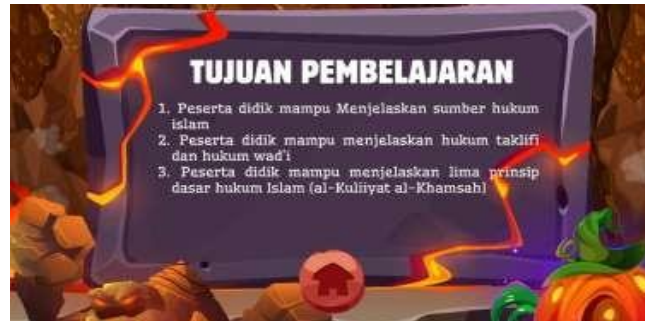 TUJUAN PEMBELAJARAN
1. Peserta didik mampu Menjelaskan sumber hukum
islam
2. Peserta didik mampu menjelaskan hukum taklifi
dan hukum wad'i
3. Peserta didik mampu menjelaskan lima prinsip
dasar hukum Islam (al-Kuliiyat al-Khamsah)